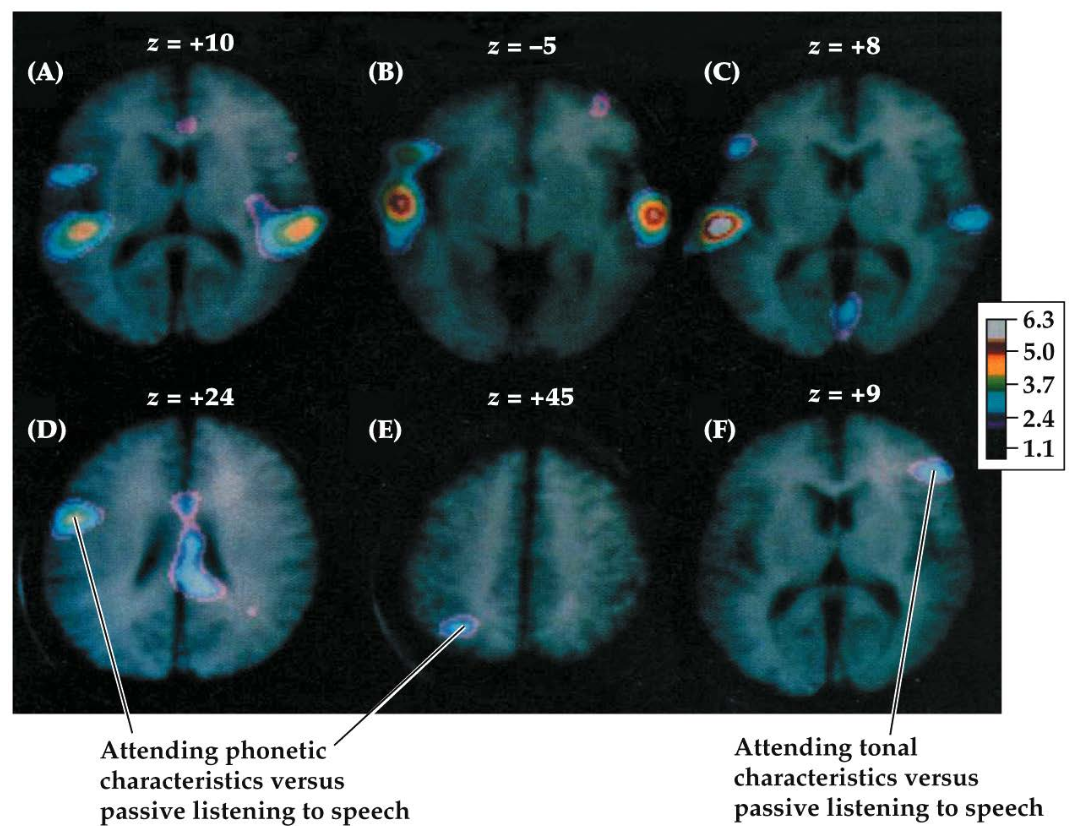 (A)
z = +10
(B)
z = –5
(C)
z = +8
6.3
5.0
3.7
2.4
1.1
(D)
z = +24
(E)
z = +45
(F)
z = +9
Attending phonetic
characteristics versus
passive listening to speech
Attending tonal
characteristics versus
passive listening to speech